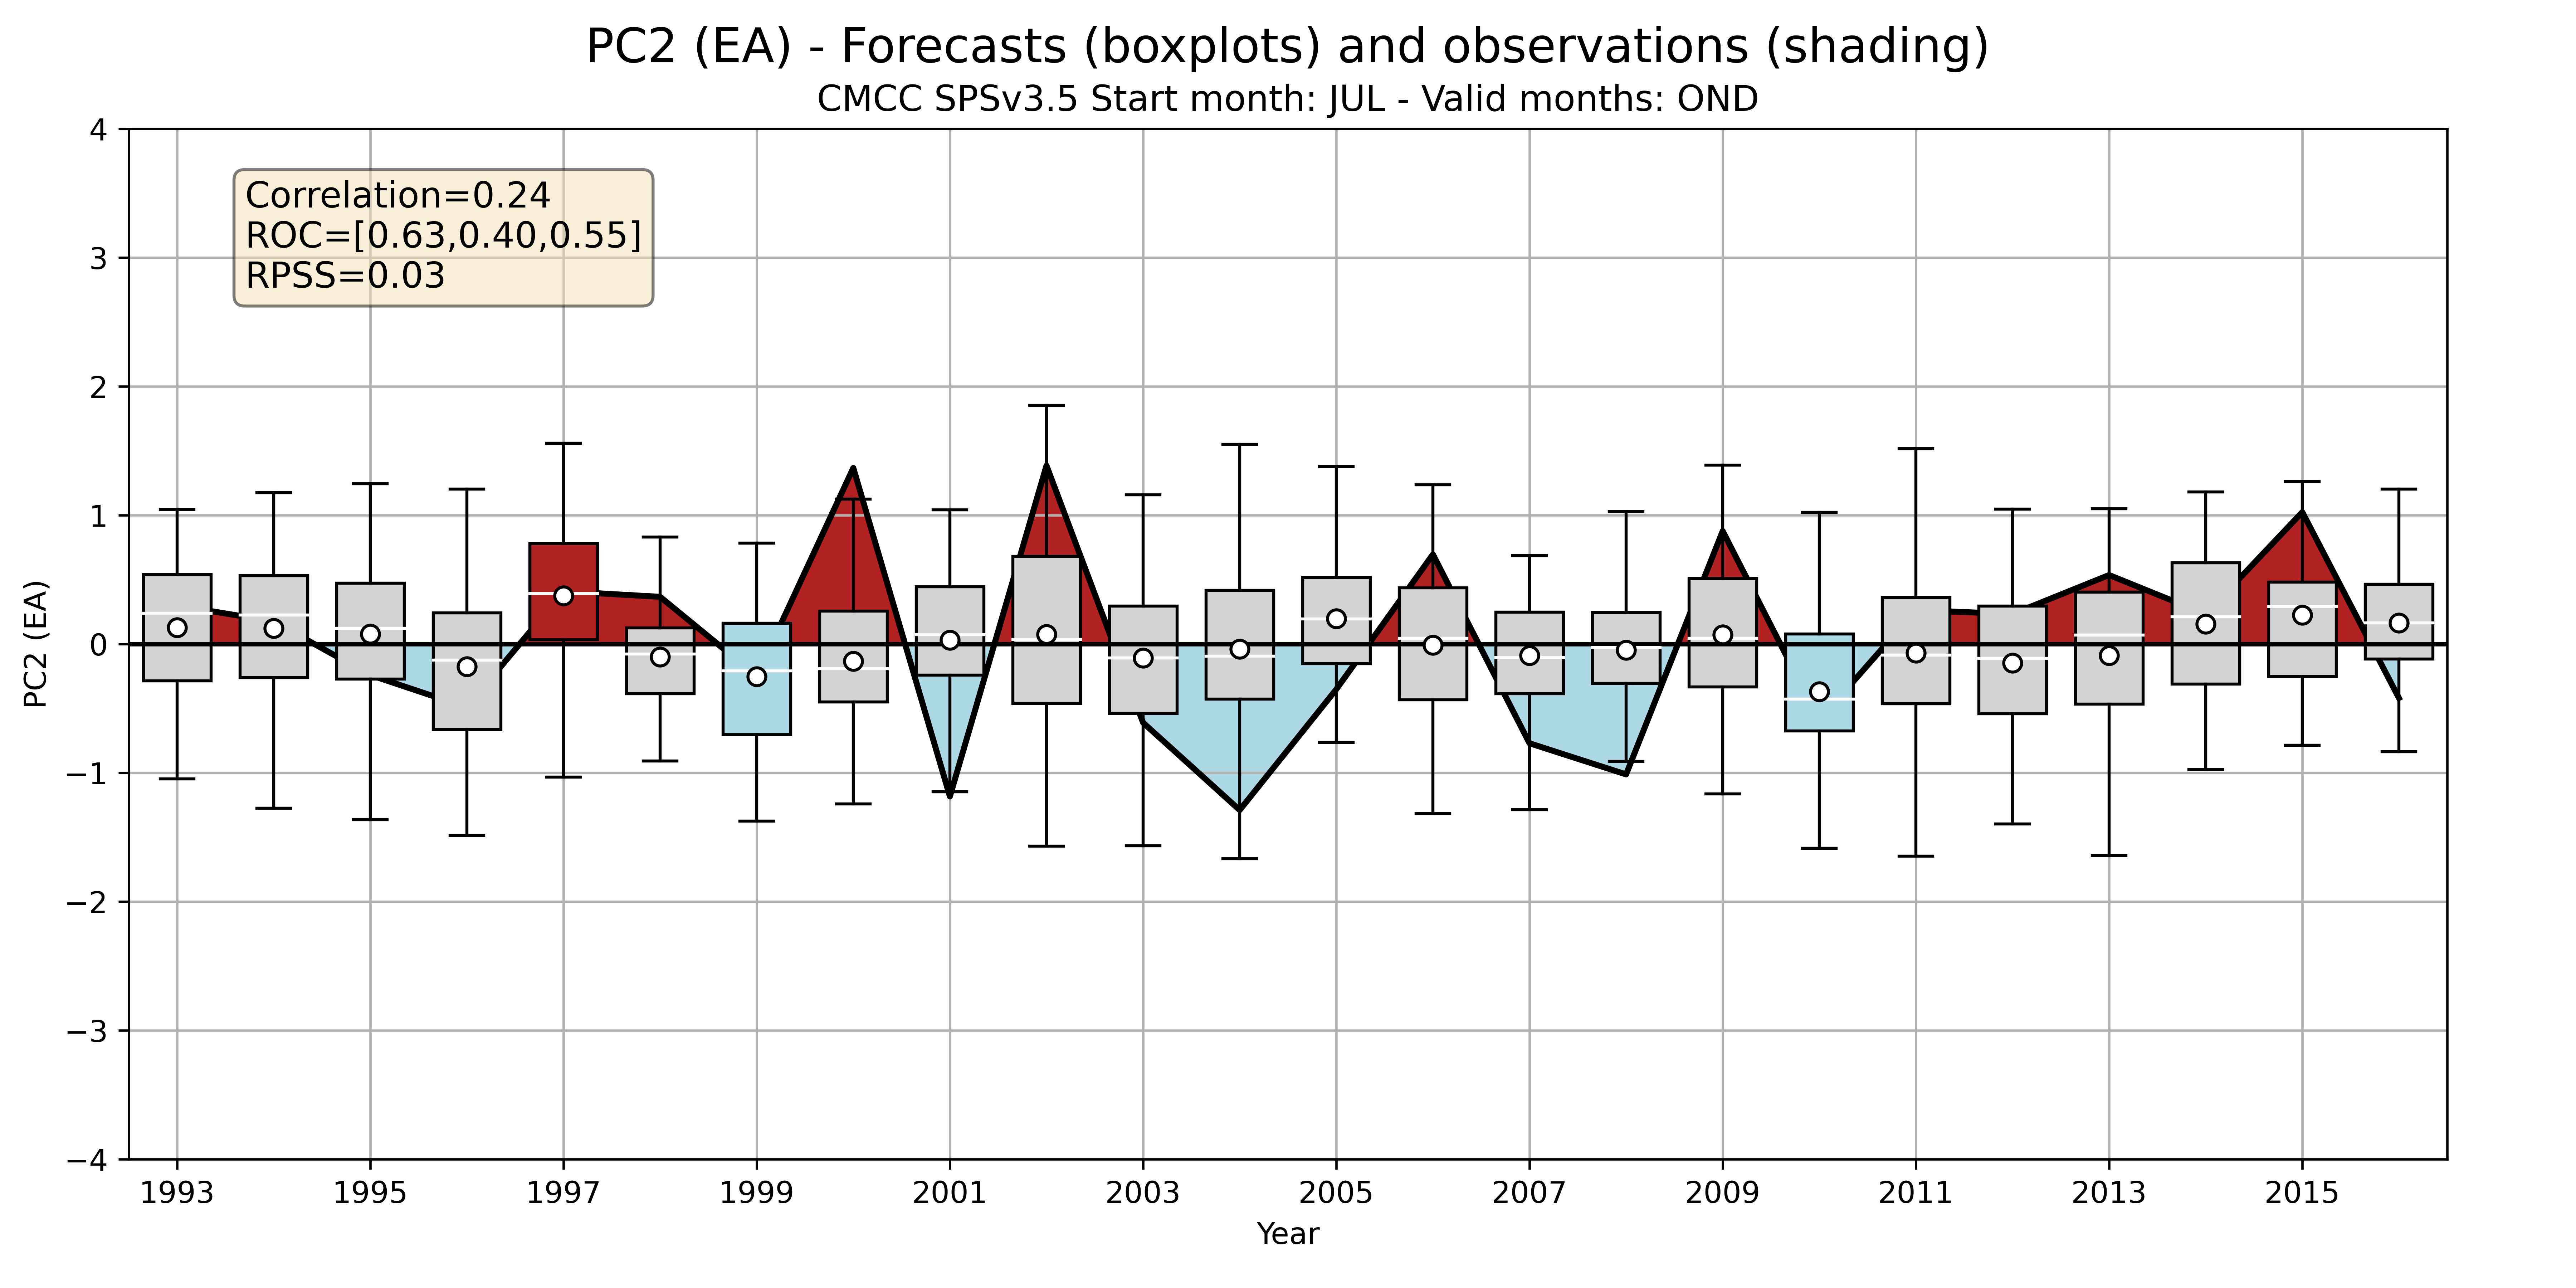 PC2 (EA) - Forecasts (boxplots) and observations (shading)
CMCC SPSv3.5 Start month: JUL - Valid months: OND
Correlation=0.24
ROC=[0.63,0.40,0.55]
RPSS=0.03
PC2 (EA)
4
3
2
1
0
−1
−2
−3
−4
1993 1995 1997 1999 2001 2003 2005 2007 2009 2011 2013 2015
Year